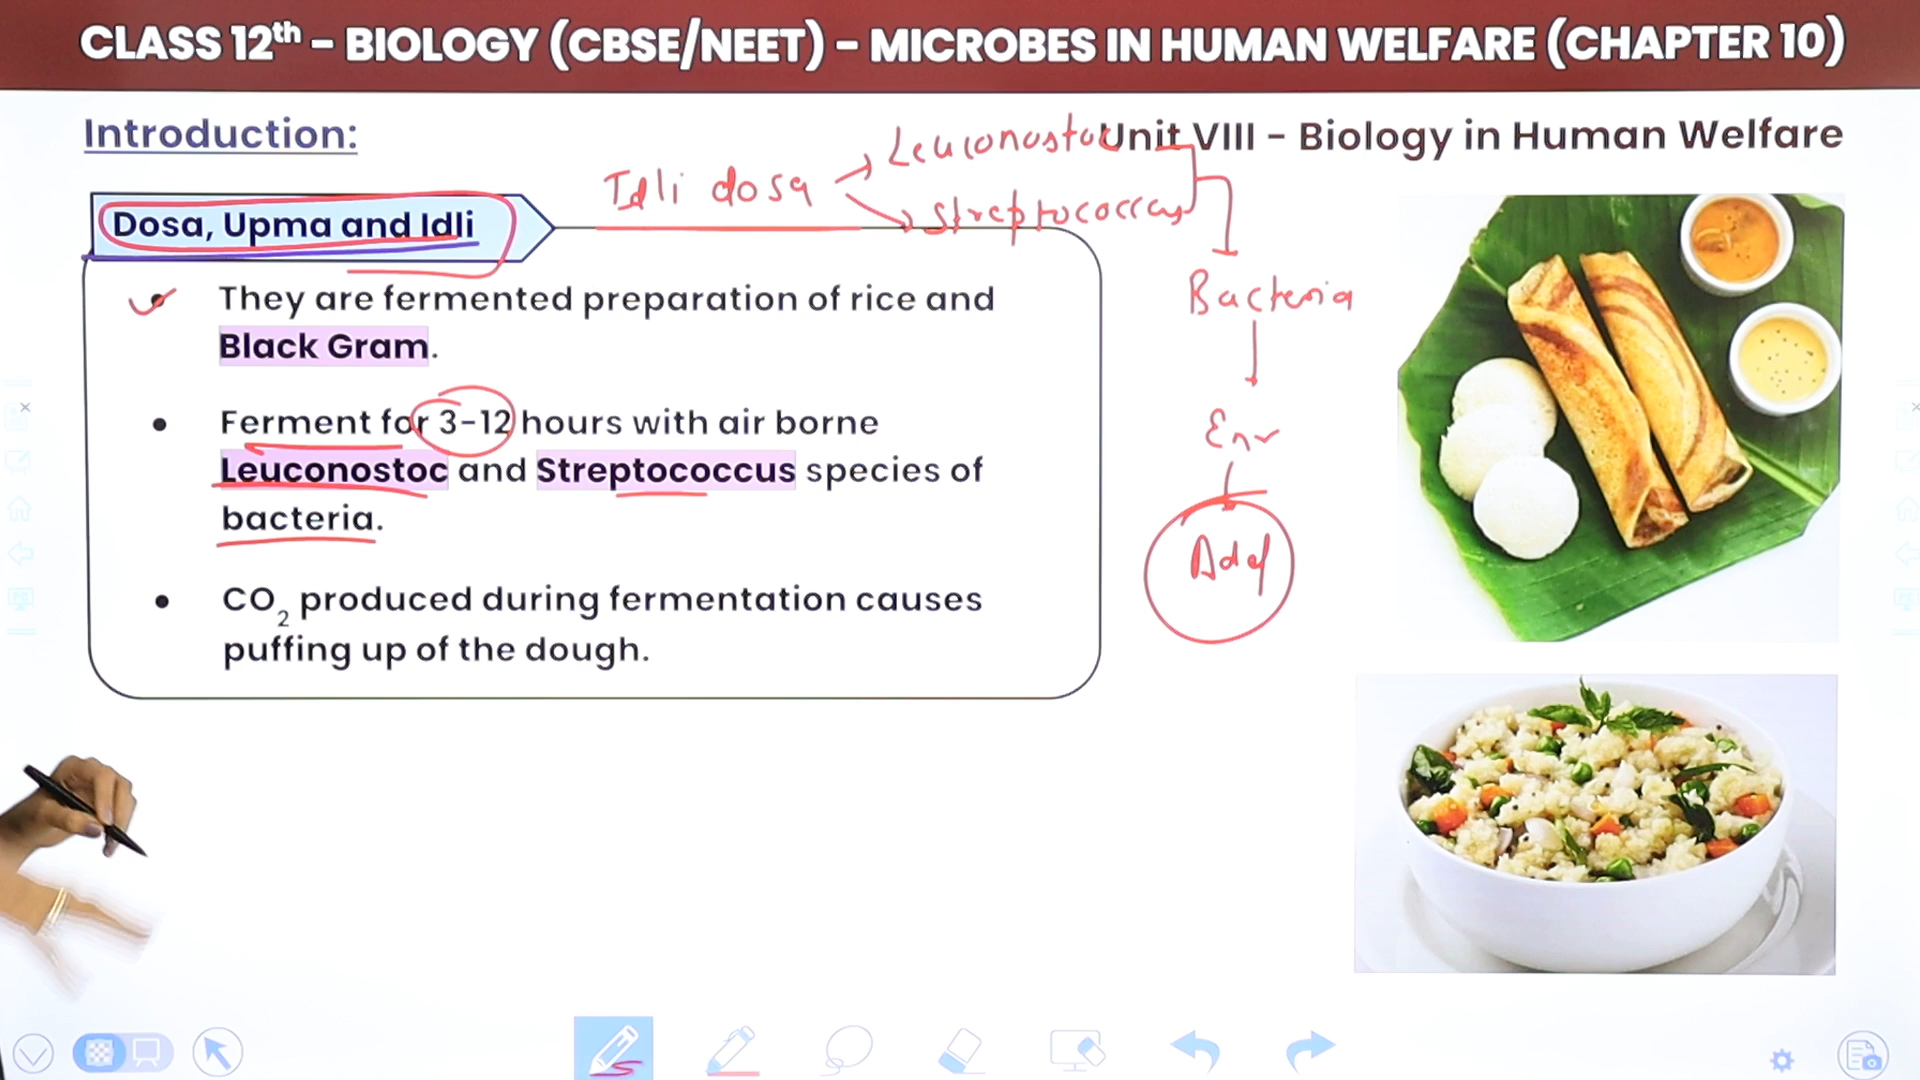 CLASS 12th – BIOLOGY (CBSE/NEET) – MICROBES IN HUMAN WELFARE (CHAPTER 10)
Introduction:
Unit VIII – Biology in Human Welfare
Idli dosa
Leuconostoc
Streptococcus
Bacteria
Env
Dosa, Upma and Idli
They are fermented preparation of rice and
Black Gram.
Ferment for 3-12 hours with air borne
Leuconostoc and Streptococcus species of
bacteria.
CO2 produced during fermentation causes
puffing up of the dough.